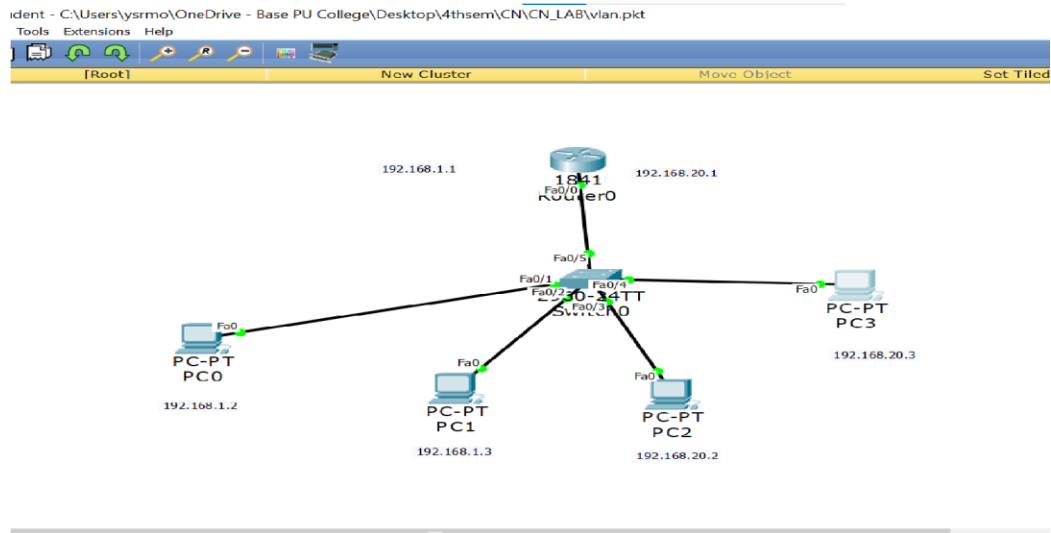 ident - C:\Users\ysrmo\OneDrive - Base PU College\Desktop\4thsem\CN\CN_LAB\vlan.pkt
Tools Extensions Help
[Root] New Cluster Move Object Set Tiled
192.168.1.1
192.168.20.1
1841
Fa0/0
Router0
Fa0/5
Fa0/1
Fa0/4
Fa0/2
2950-24TT
Fa0/3
Switch0
Fa0
PC-PT
PC3
192.168.20.3
Fa0
PC-PT
PC0
192.168.1.2
Fa0
PC-PT
PC1
192.168.1.3
Fa0
PC-PT
PC2
192.168.20.2